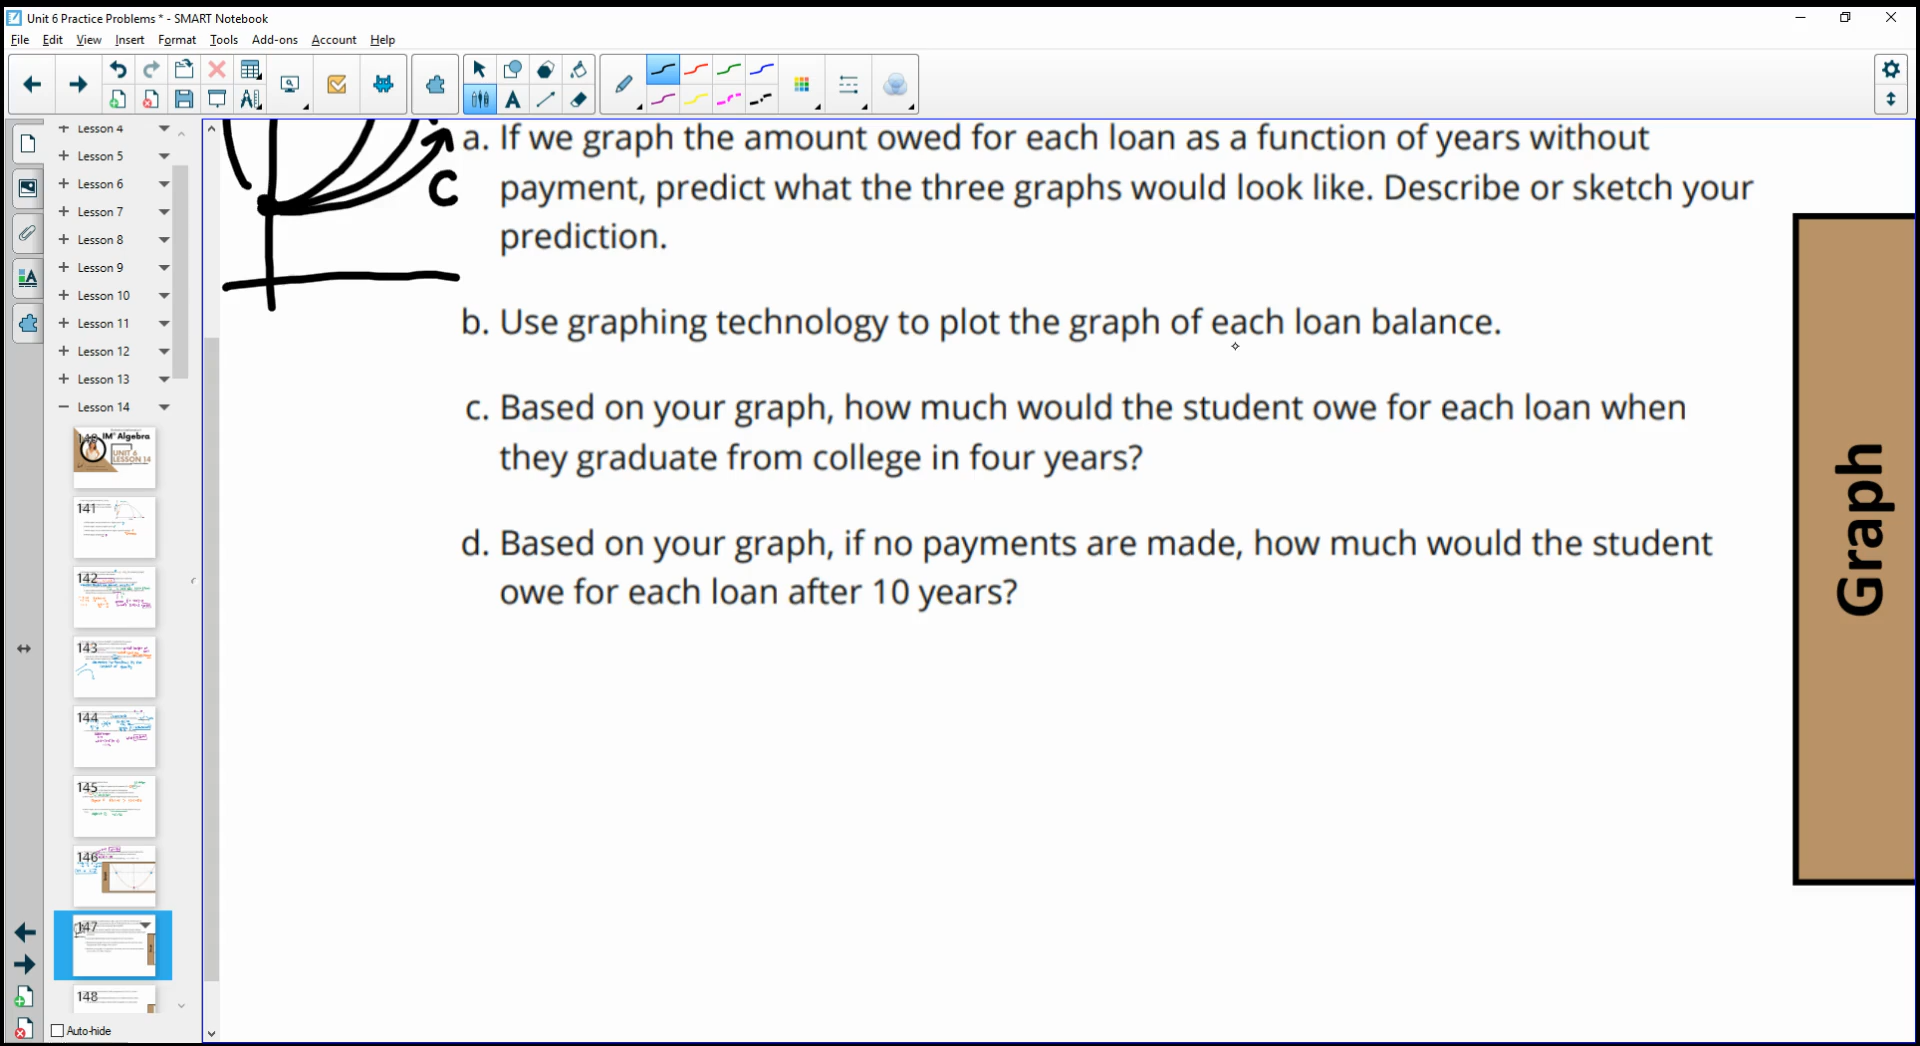 Unit 6 Practice Problems * - SMART Notebook
File Edit View Insert Format Tools Add-ons Account Help
Lesson 4
Lesson 5
Lesson 6
Lesson 7
Lesson 8
Lesson 9
Lesson 10
Lesson 11
Lesson 12
Lesson 13
Lesson 14
IM Algebra
UNIT 6
LESSON 14
141
142
143
144
145
146
147
148
Auto-hide
C
a. If we graph the amount owed for each loan as a function of years without
payment, predict what the three graphs would look like. Describe or sketch your
prediction.
b. Use graphing technology to plot the graph of each loan balance.
c. Based on your graph, how much would the student owe for each loan when
they graduate from college in four years?
d. Based on your graph, if no payments are made, how much would the student
owe for each loan after 10 years?
Graph